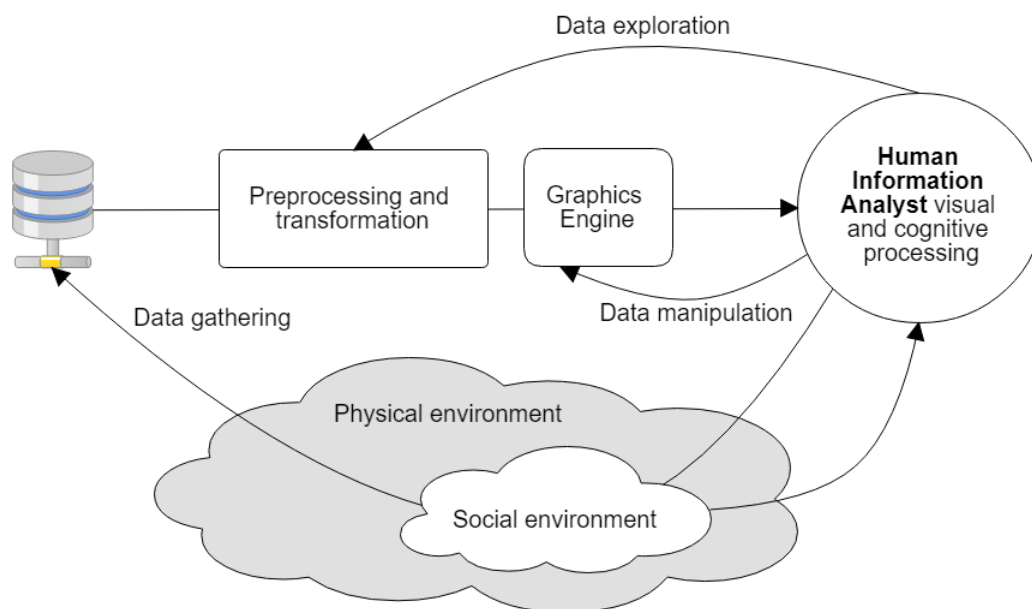 Data exploration
Preprocessing and
transformation
Graphics
Engine
Human
Information
Analyst visual
and cognitive
processing
Data gathering
Data manipulation
Physical environment
Social environment